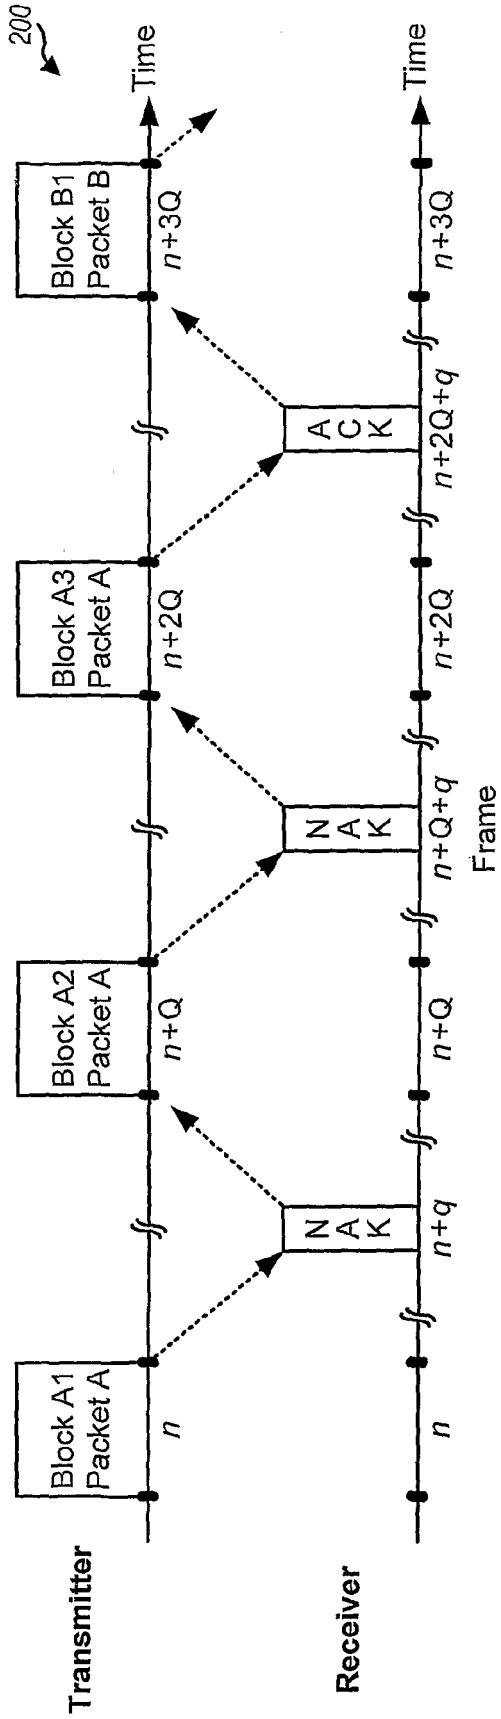 200
Transmitter
Block A1
Packet A
Block A2
Packet A
Block A3
Packet A
Block B1
Packet B
n
n+Q
n+2Q
n+3Q
Time
Receiver
N
A
K
N
A
K
A
C
K
n
n+q
n+Q
n+Q+q
n+2Q
n+2Q+q
n+3Q
Time
Frame